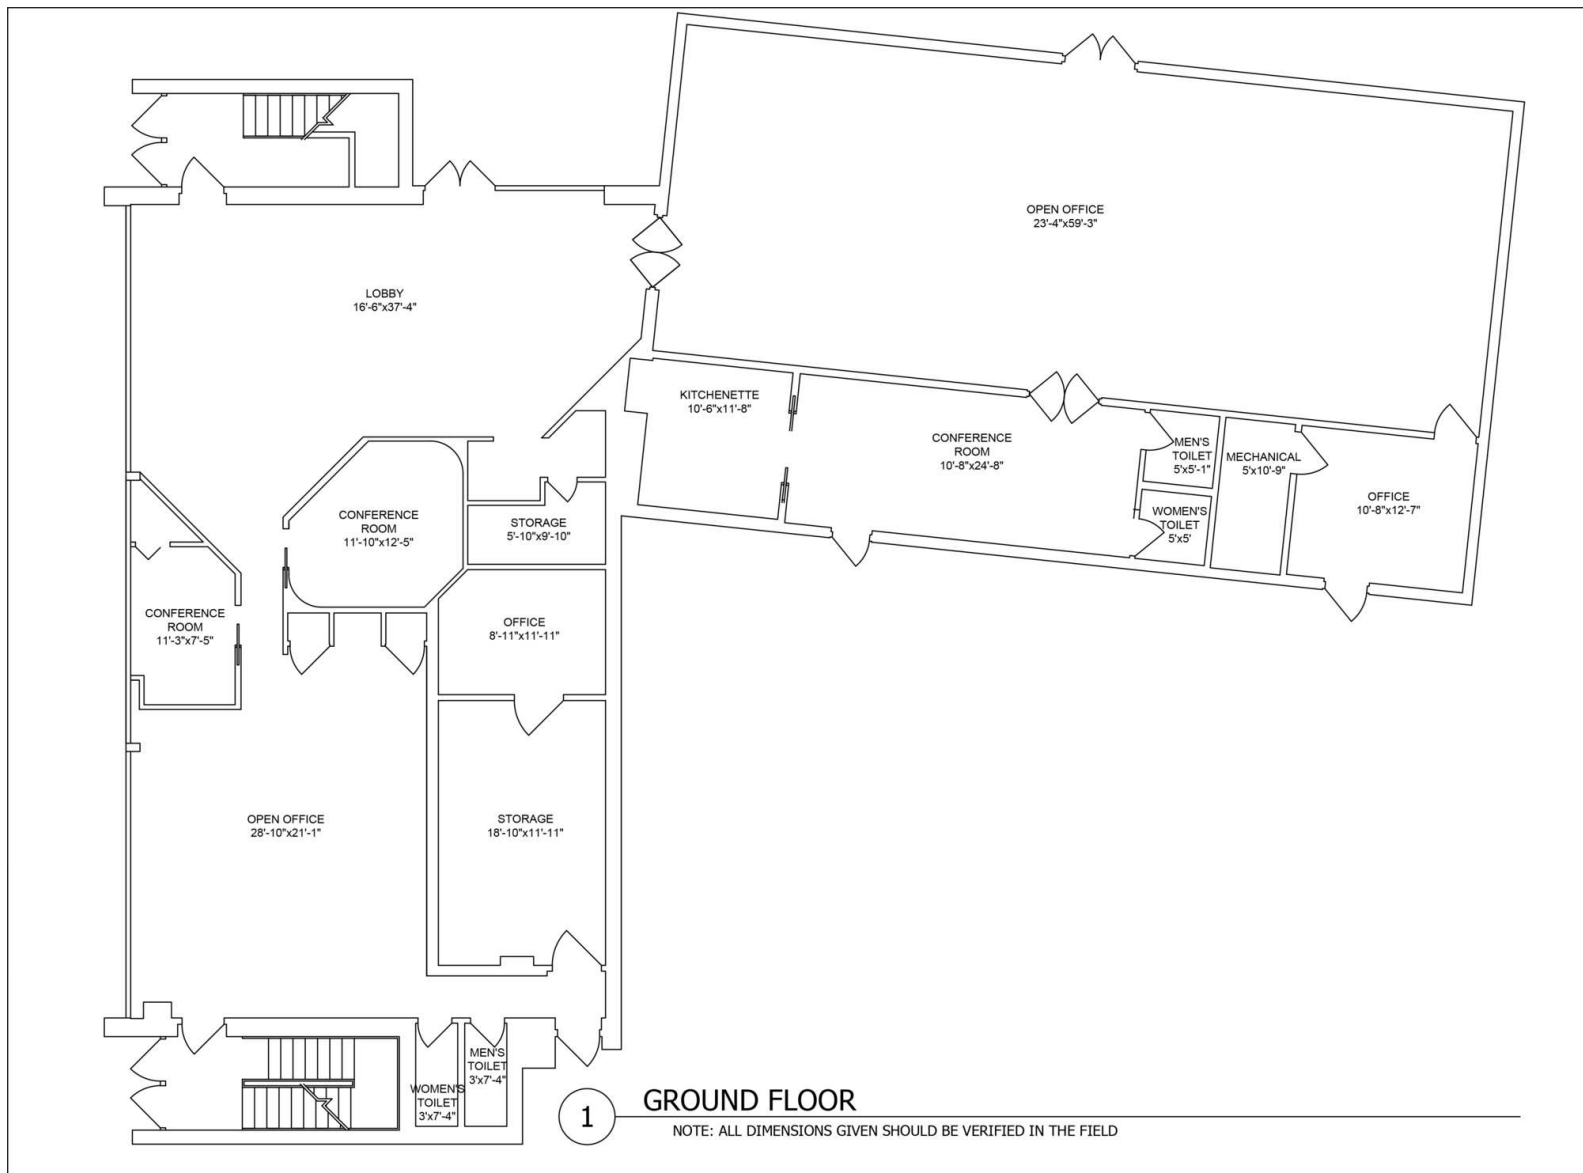 OPEN OFFICE
23'-4"x59'-3"
LOBBY
16'-6"x37'-4"
KITCHENETTE
10'-6"x11'-8"
CONFERENCE
ROOM
10'-8"x24'-8"
MEN'S
TOILET
5'x5'-1"
MECHANICAL
5'x10'-9"
WOMEN'S
TOILET
5'x5'
OFFICE
10'-8"x12'-7"
CONFERENCE
ROOM
11'-10"x12'-5"
STORAGE
5'-10"x9'-10"
CONFERENCE
ROOM
11'-3"x7'-5"
OFFICE
8'-11"x11'-11"
OPEN OFFICE
28'-10"x21'-1"
STORAGE
18'-10"x11'-11"
MEN'S
TOILET
3'x7'-4"
WOMEN'S
TOILET
3'x7'-4"
1
GROUND FLOOR
NOTE: ALL DIMENSIONS GIVEN SHOULD BE VERIFIED IN THE FIELD